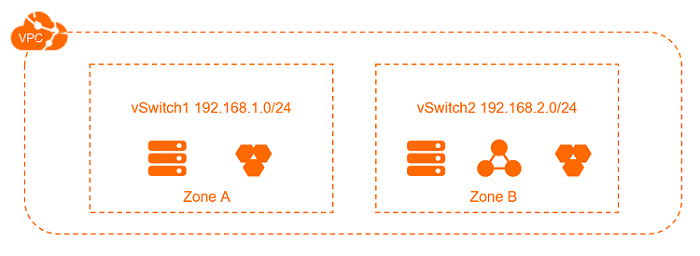 VPC
vSwitch1 192.168.1.0/24
vSwitch2 192.168.2.0/24
Zone A
Zone B